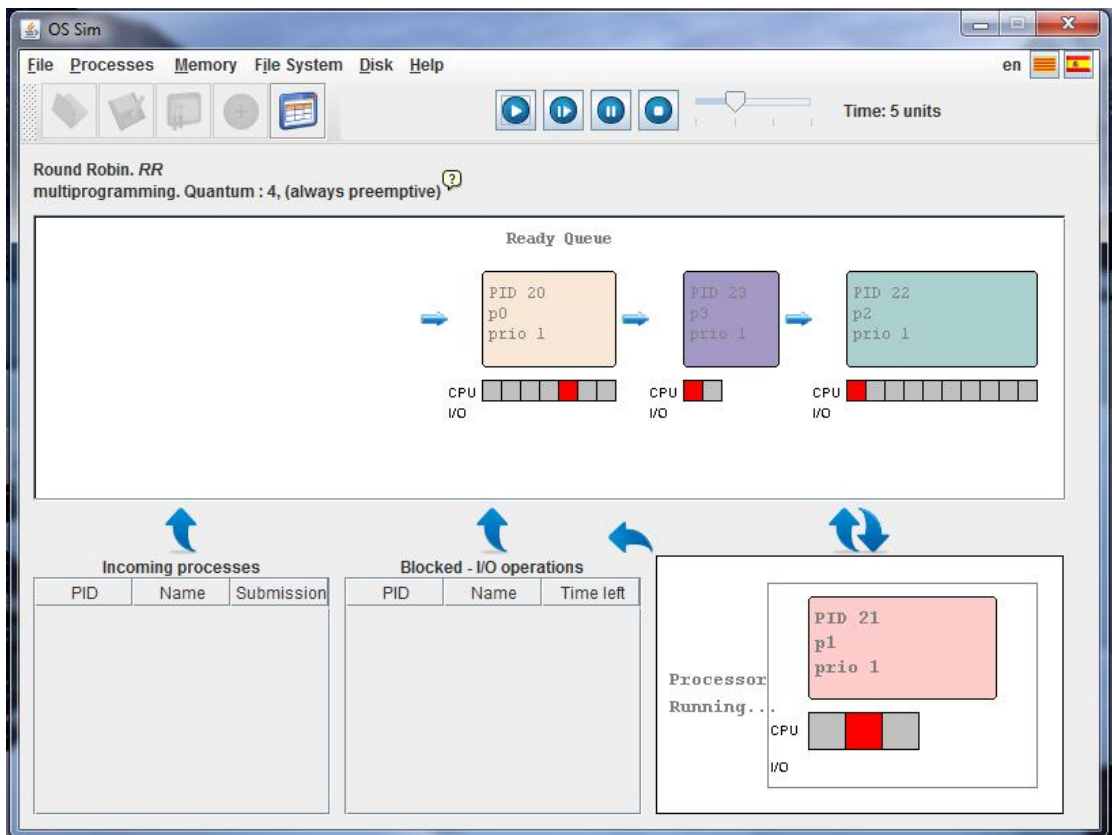 OS Sim
File Processes Memory File System Disk Help en
Time: 5 units
Round Robin. RR
multiprogramming. Quantum : 4, (always preemptive) ?
Ready Queue
PID 20
p0
prio 1
CPU
I/O
PID 23
p3
prio 1
CPU
I/O
PID 22
p2
prio 1
CPU
I/O
Incoming processes
PID Name Submission
Blocked - I/O operations
PID Name Time left
Processor
Running...
PID 21
p1
prio 1
CPU
I/O